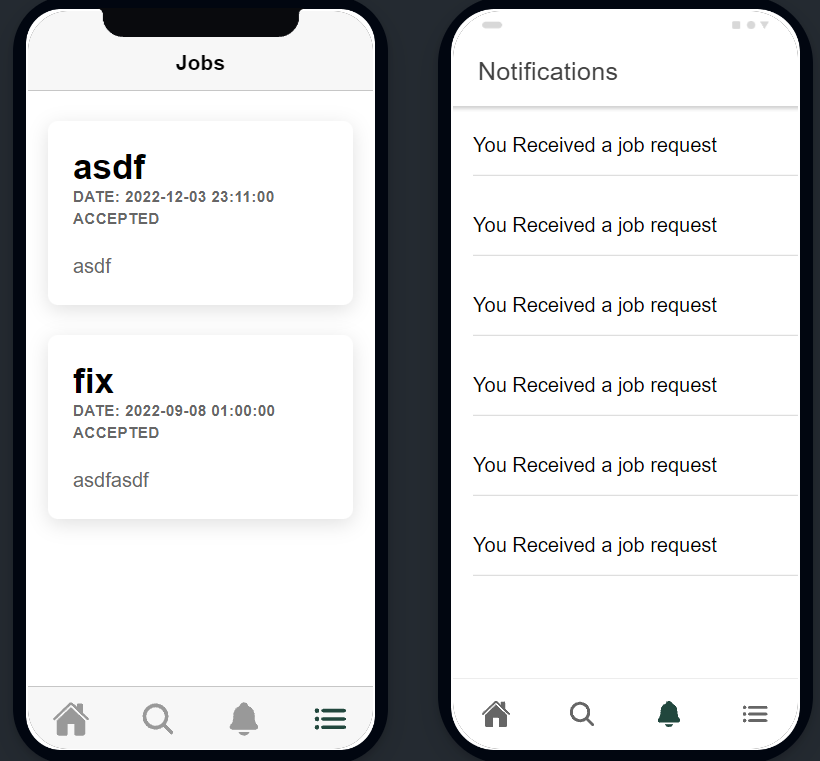 Jobs
asdf
DATE: 2022-12-03 23:11:00
ACCEPTED
asdf
fix
DATE: 2022-09-08 01:00:00
ACCEPTED
asdfasdf
Notifications
You Received a job request
You Received a job request
You Received a job request
You Received a job request
You Received a job request
You Received a job request